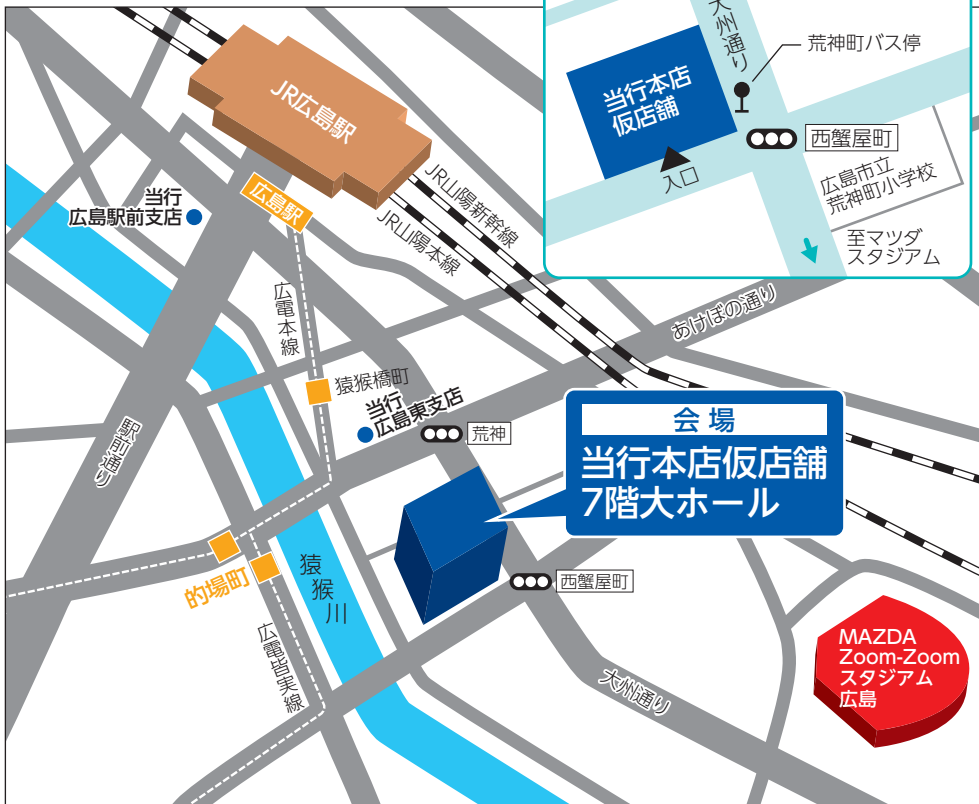 JR広島駅
広島駅
当行
広島駅前支店
JR山陽新幹線
JR山陽本線
広電本線
猿猴橋町
当行
広島東支店
荒神
あけぼの通り
駅前通り
的場町
猿猴川
広電皆実線
西蟹屋町
大州通り
会場
当行本店仮店舗
7階大ホール
MAZDA
Zoom-Zoom
スタジアム
広島
大州通り
荒神町バス停
当行本店
仮店舗
入口
西蟹屋町
広島市立
荒神町小学校
至マツダ
スタジアム